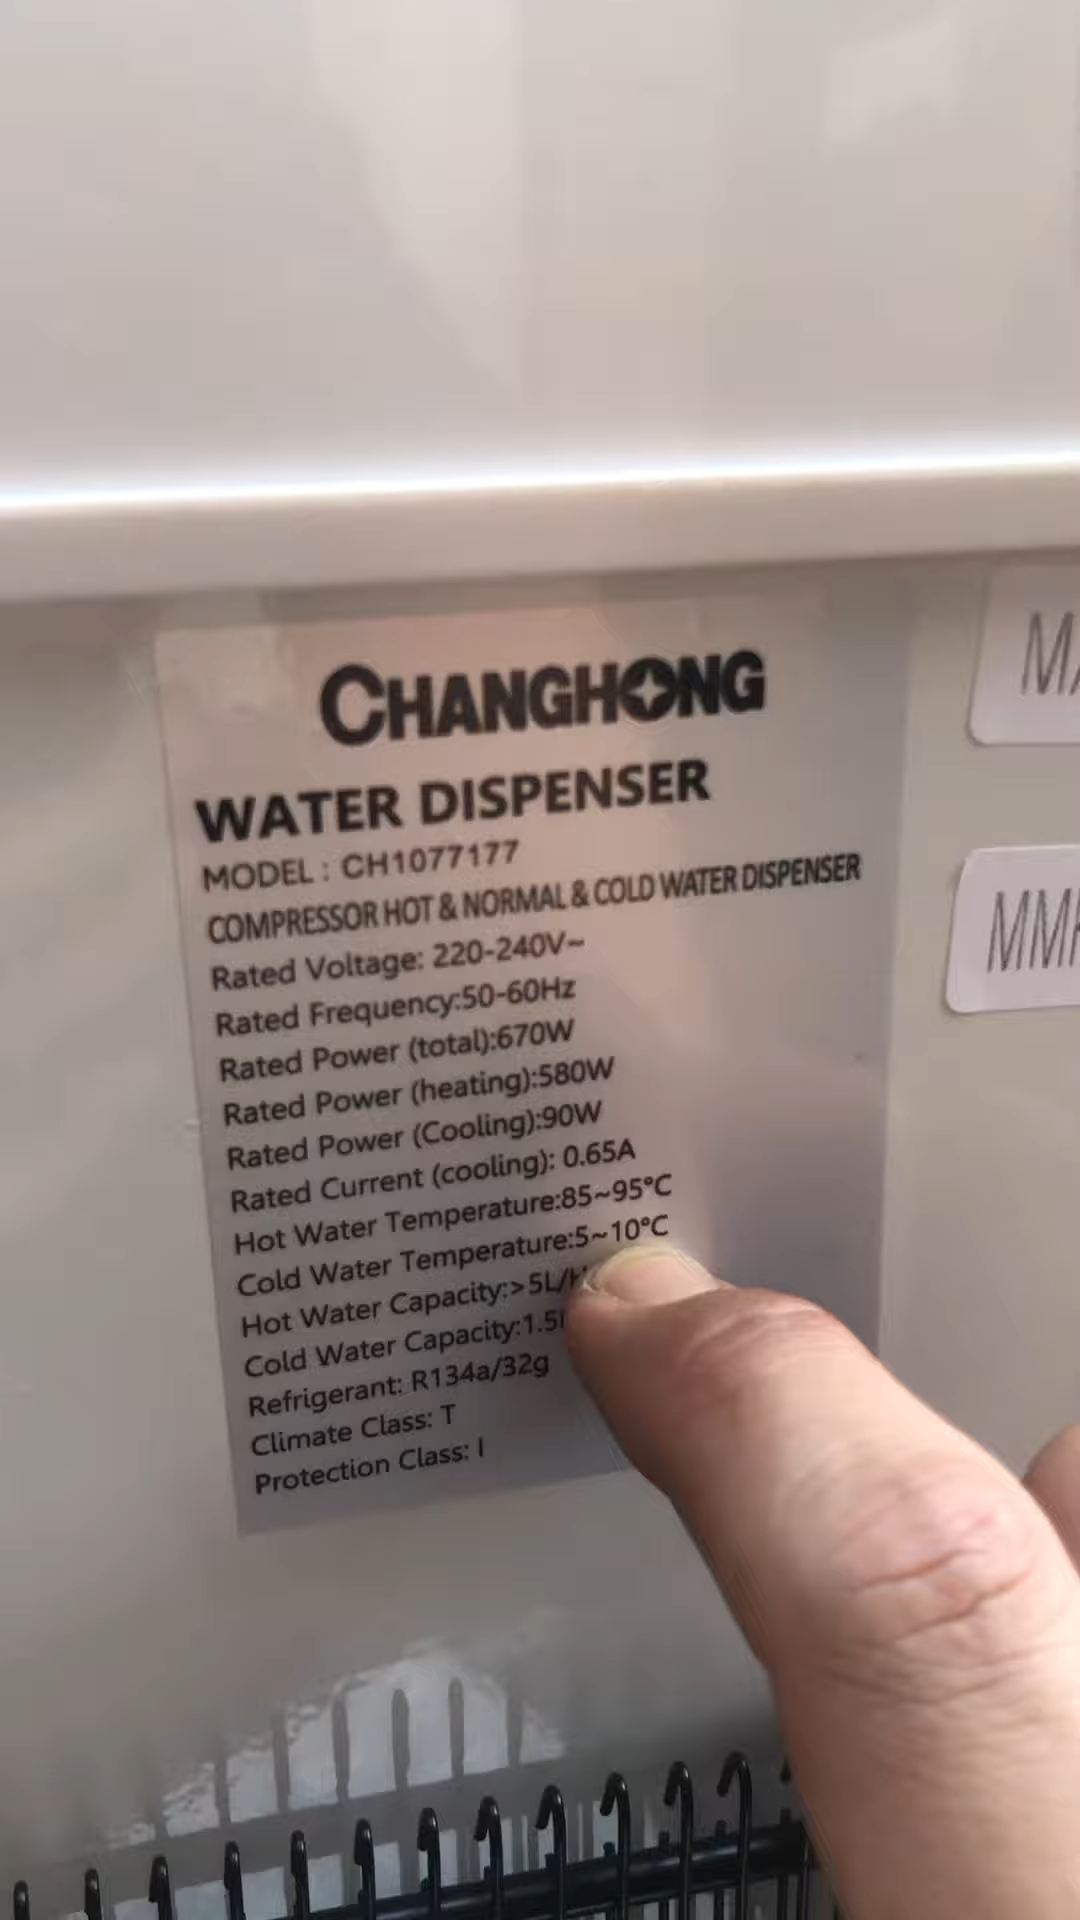 CHANGHONG
WATER DISPENSER
MODEL : CH1077177
COMPRESSOR HOT & NORMAL & COLD WATER DISPENSER
Rated Voltage: 220-240V~
Rated Frequency:50-60Hz
Rated Power (total):670W
Rated Power (heating):580W
Rated Power (Cooling):90W
Rated Current (cooling): 0.65A
Hot Water Temperature:85~95°C
Cold Water Temperature:5~10°C
Hot Water Capacity:>5L/H
Cold Water Capacity:1.5
Refrigerant: R134a/32g
Climate Class: T
Protection Class: I